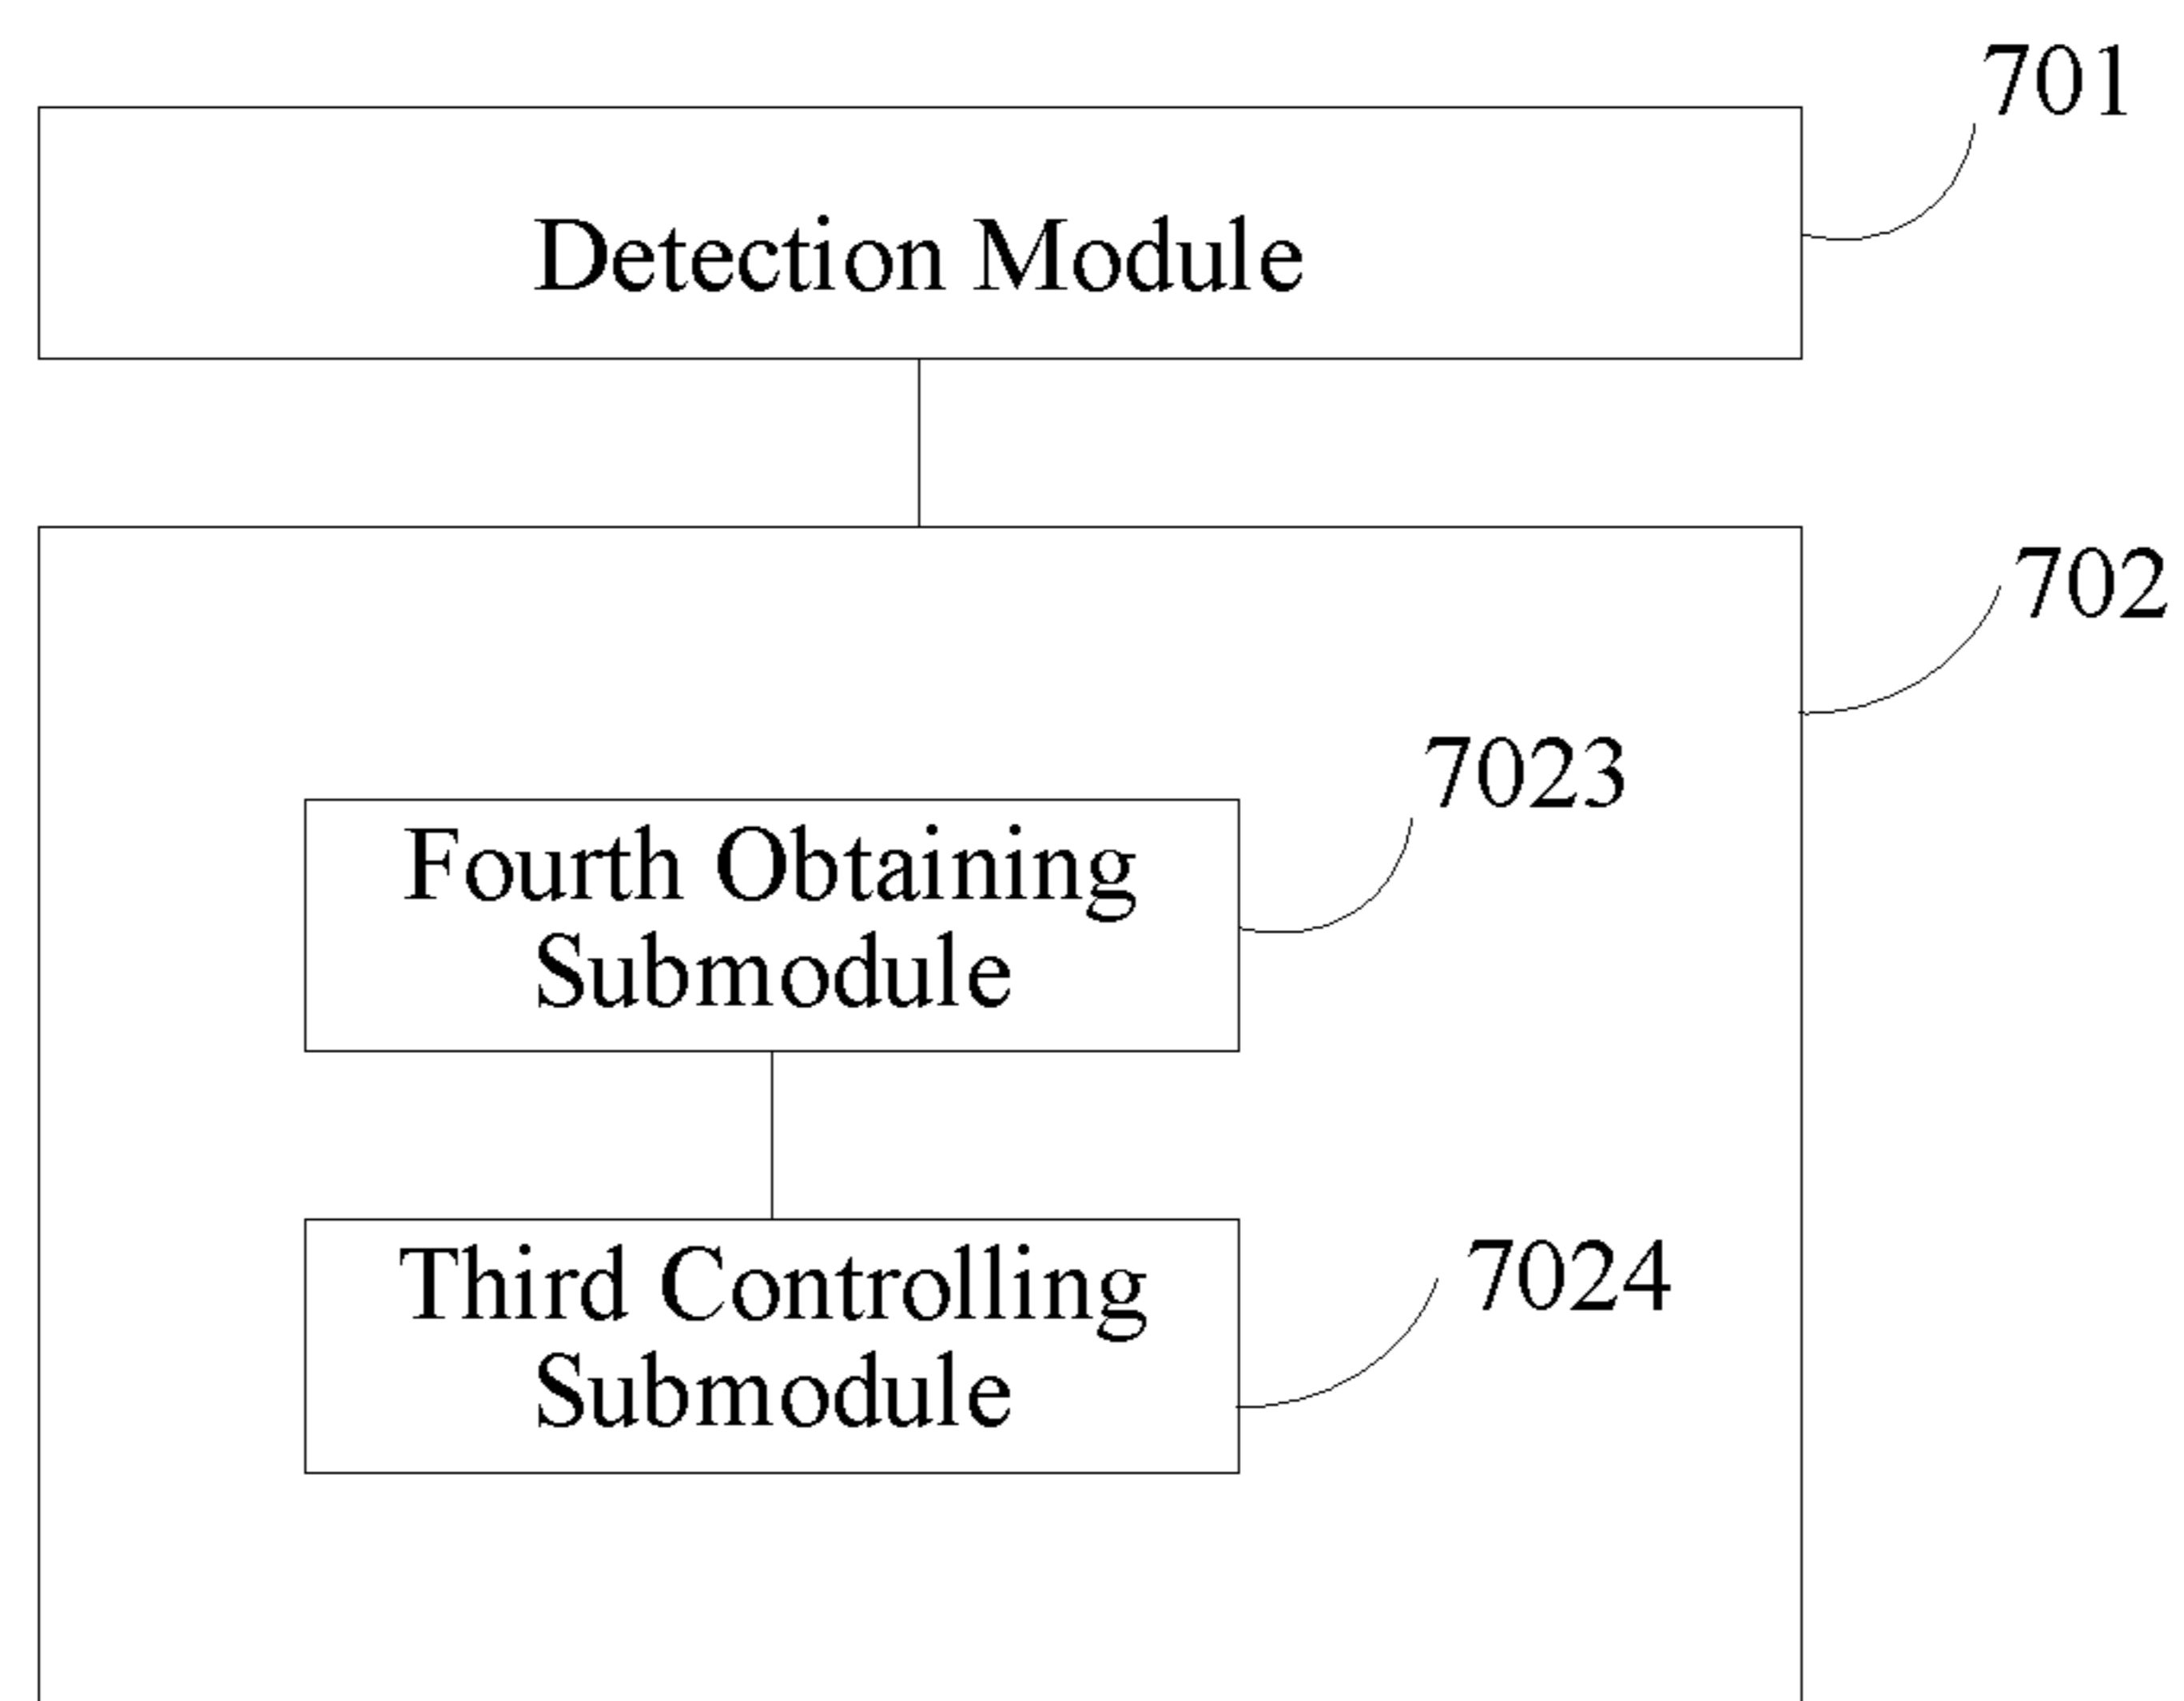 701
Detection Module
702
7023
Fourth Obtaining
Submodule
7024
Third Controlling
Submodule